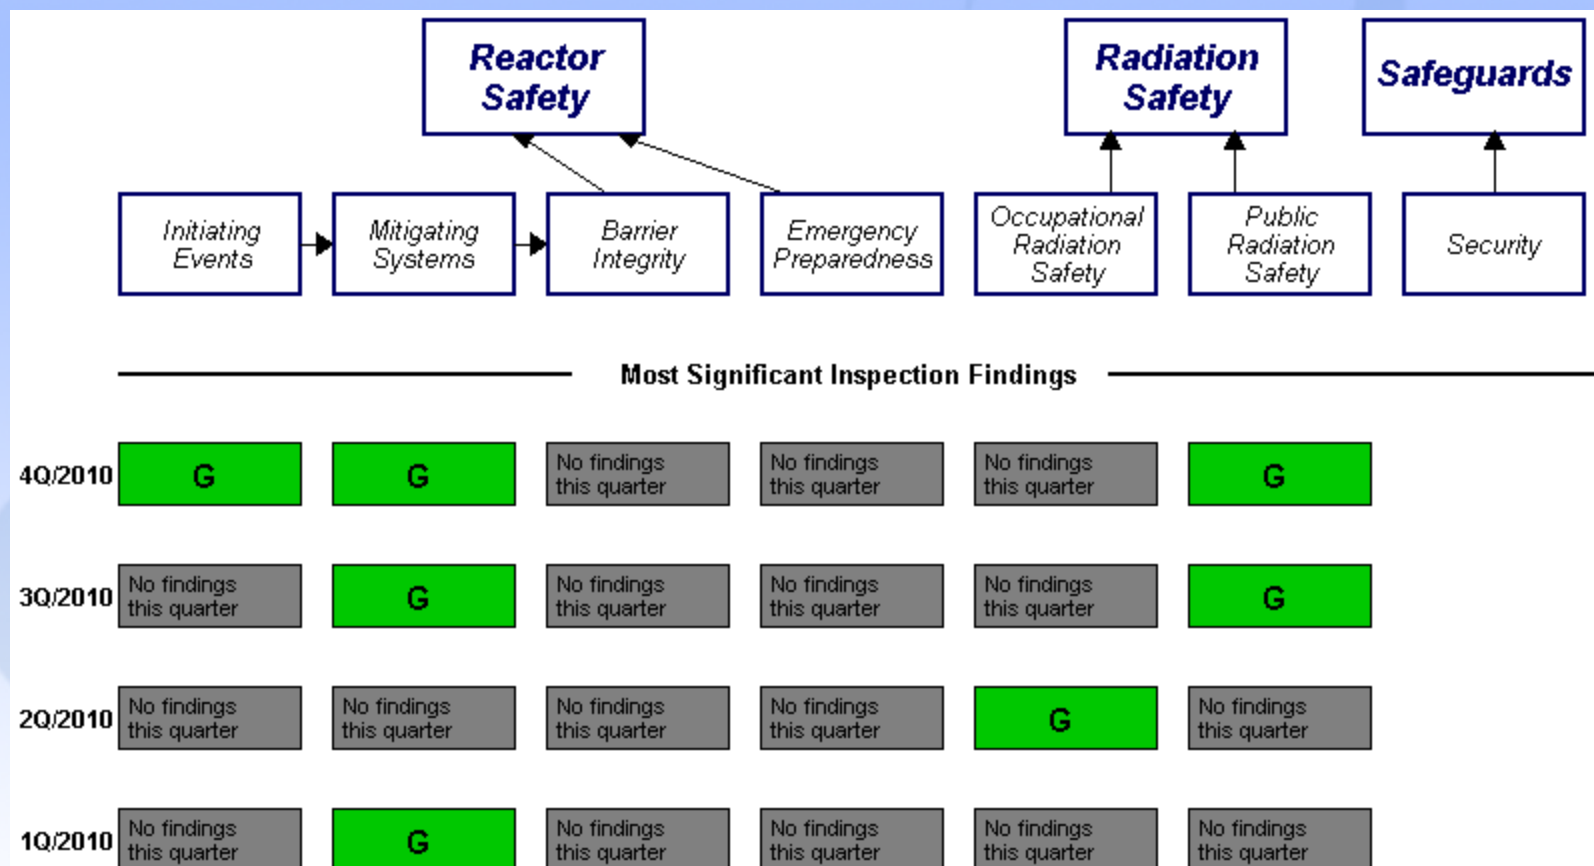 Reactor
Safety
Radiation
Safety
Safeguards
Initiating
Events
Mitigating
Systems
Barrier
Integrity
Emergency
Preparedness
Occupational
Radiation
Safety
Public
Radiation
Safety
Security
Most Significant Inspection Findings
4Q/2010
G
G
No findings
this quarter
No findings
this quarter
No findings
this quarter
G
3Q/2010
No findings
this quarter
G
No findings
this quarter
No findings
this quarter
No findings
this quarter
G
2Q/2010
No findings
this quarter
No findings
this quarter
No findings
this quarter
No findings
this quarter
G
No findings
this quarter
1Q/2010
No findings
this quarter
G
No findings
this quarter
No findings
this quarter
No findings
this quarter
No findings
this quarter